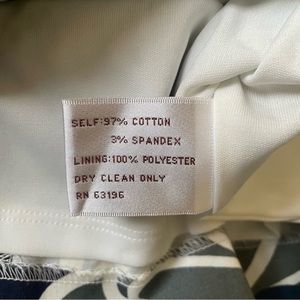 SELF:97% COTTON
3% SPANDEX
LINING:100% POLYESTER
DRY CLEAN ONLY
RN 63196